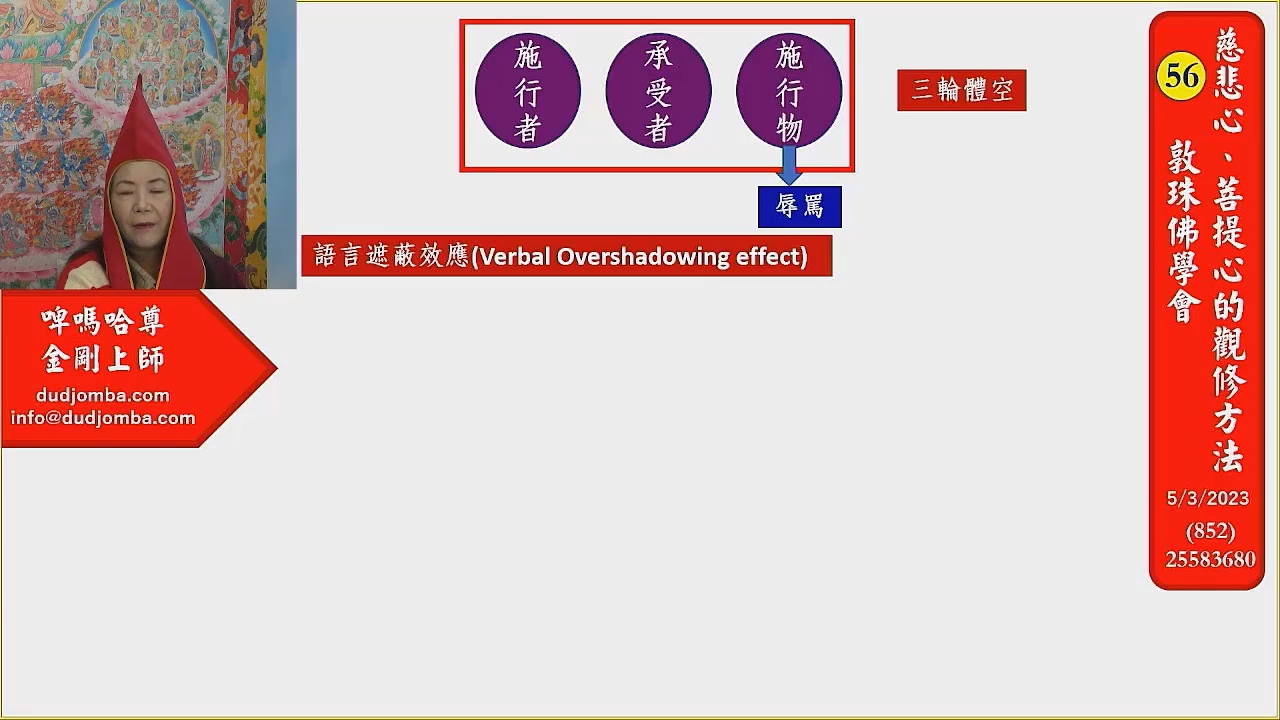 施行者
承受者
施行物
三輪體空
辱罵
語言遮蔽效應(Verbal Overshadowing effect)
啤嗎哈尊
金剛上師
dudjomba.com
info@dudjomba.com
56
慈悲心、菩提心的觀修方法
敦珠佛學會
5/3/2023
(852)
25583680